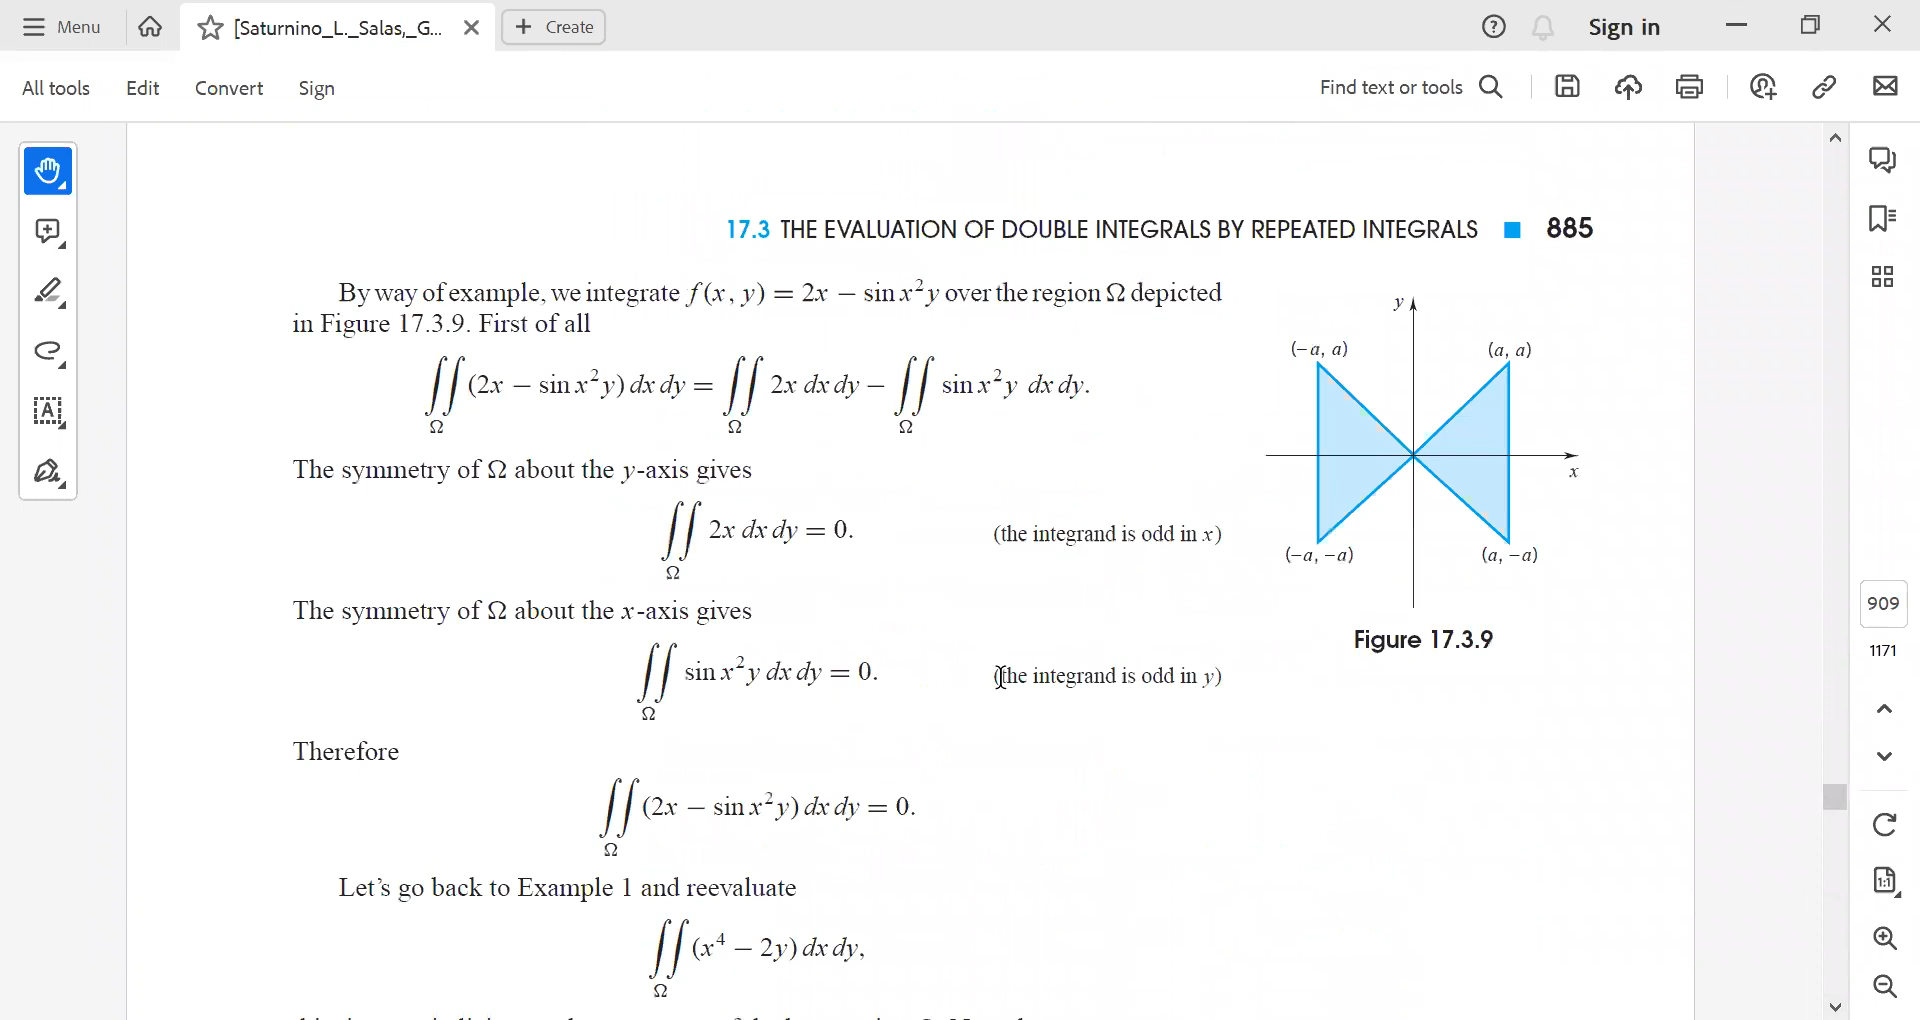 Menu
[Saturnino_L._Salas,_G...
Create
Sign in
All tools Edit Convert Sign
Find text or tools
17.3 THE EVALUATION OF DOUBLE INTEGRALS BY REPEATED INTEGRALS ■ 885
By way of example, we integrate f(x, y) = 2x − sin x²y over the region Ω depicted
in Figure 17.3.9. First of all
∬Ω (2x − sin x²y) dx dy = ∬Ω 2x dx dy − ∬Ω sin x²y dx dy.
The symmetry of Ω about the y-axis gives
∬Ω 2x dx dy = 0. (the integrand is odd in x)
The symmetry of Ω about the x-axis gives
∬Ω sin x²y dx dy = 0. (the integrand is odd in y)
Therefore
∬Ω (2x − sin x²y) dx dy = 0.
Let's go back to Example 1 and reevaluate
∬Ω (x⁴ − 2y) dx dy,
y
(−a, a) (a, a)
x
(−a, −a) (a, −a)
Figure 17.3.9
909
1171
1:1